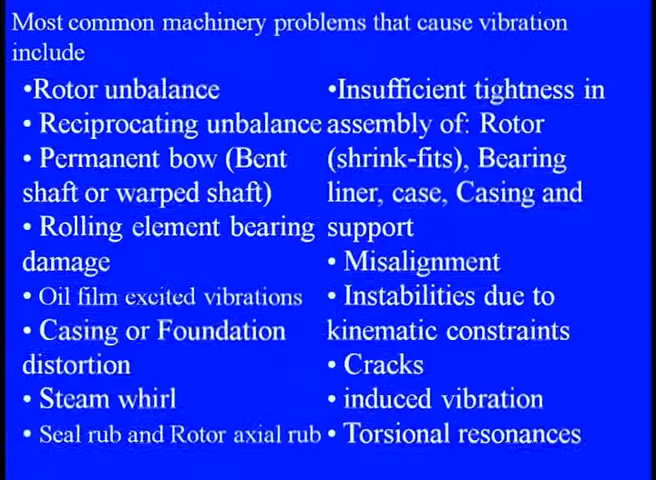 Most common machinery problems that cause vibration
include
•Rotor unbalance
• Reciprocating unbalance
• Permanent bow (Bent
shaft or warped shaft)
• Rolling element bearing
damage
• Oil film excited vibrations
• Casing or Foundation
distortion
• Steam whirl
• Seal rub and Rotor axial rub
•Insufficient tightness in
assembly of: Rotor
(shrink-fits), Bearing
liner, case, Casing and
support
• Misalignment
• Instabilities due to
kinematic constraints
• Cracks
• induced vibration
• Torsional resonances